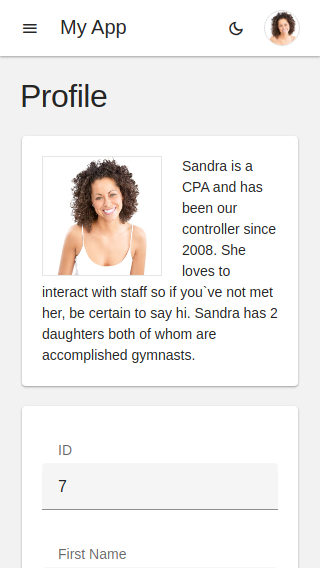 My App
Profile
Sandra is a
CPA and has
been our
controller since
2008. She
loves to
interact with staff so if you`ve not met
her, be certain to say hi. Sandra has 2
daughters both of whom are
accomplished gymnasts.
ID
7
First Name